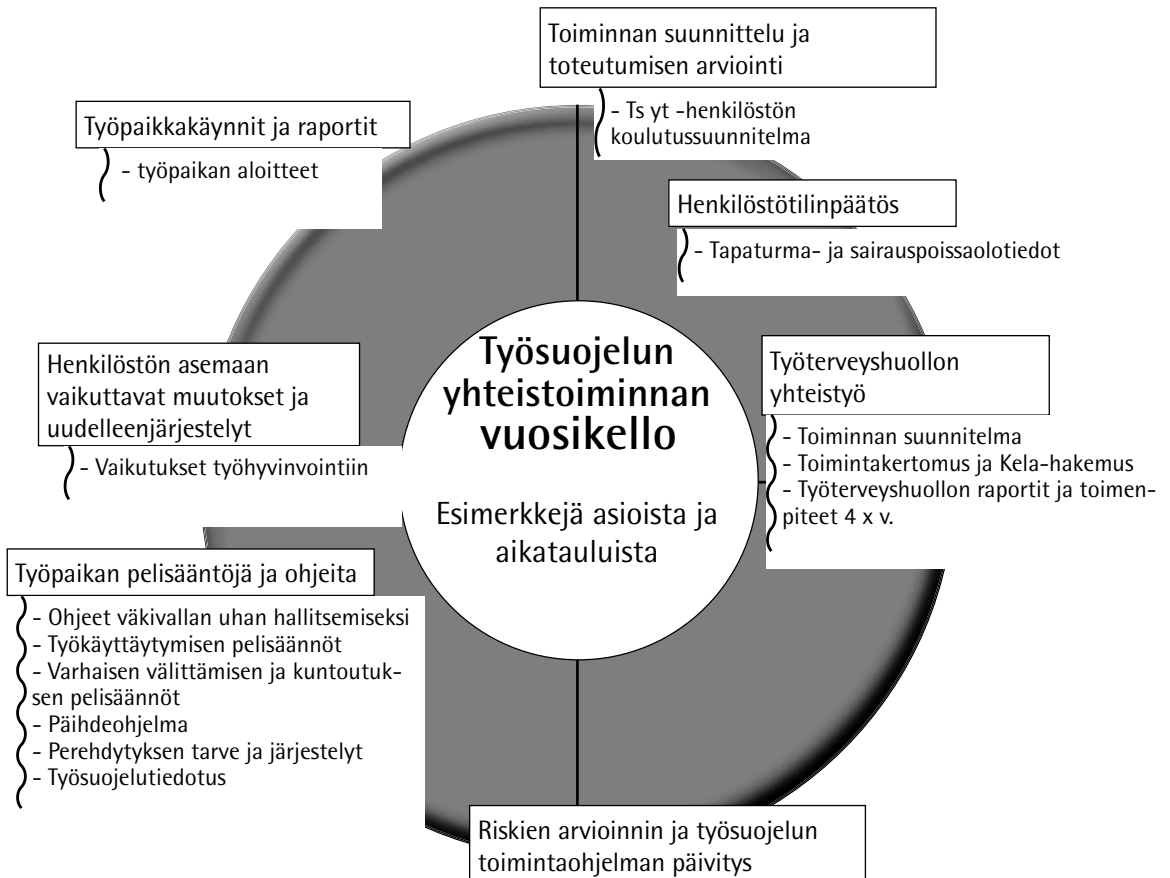 Toiminnan suunnittelu ja
toteutumisen arviointi
- Ts yt -henkilöstön
koulutussuunnitelma
Työpaikkakäynnit ja raportit
- työpaikan aloitteet
Henkilöstötilinpäätös
- Tapaturma- ja sairauspoissaolotiedot
Työsuojelun
yhteistoiminnan
vuosikello
Esimerkkejä asioista ja
aikatauluista
Työterveyshuollon
yhteistyö
- Toiminnan suunnitelma
- Toimintakertomus ja Kela-hakemus
- Työterveyshuollon raportit ja toimen-
piteet 4 x v.
Henkilöstön asemaan
vaikuttavat muutokset ja
uudelleenjärjestelyt
- Vaikutukset työhyvinvointiin
Työpaikan pelisääntöjä ja ohjeita
- Ohjeet väkivallan uhan hallitsemiseksi
- Työkäyttäytymisen pelisäännöt
- Varhaisen välittämisen ja kuntoutuk-
sen pelisäännöt
- Päihdeohjelma
- Perehdytyksen tarve ja järjestelyt
- Työsuojelutiedotus
Riskien arvioinnin ja työsuojelun
toimintaohjelman päivitys